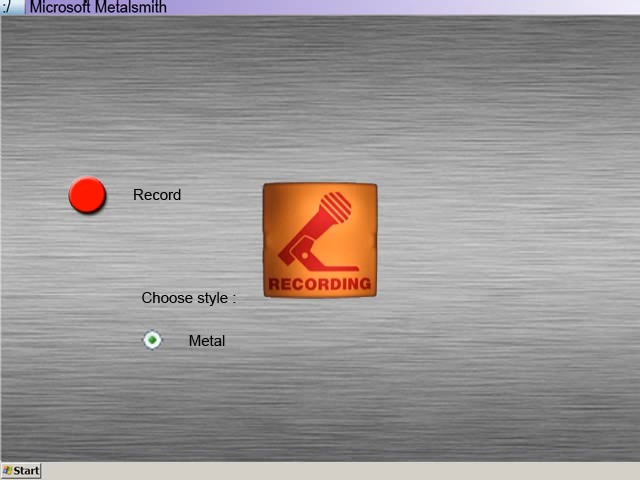 :/ Microsoft Metalsmith
Record
RECORDING
Choose style :
Metal
Start